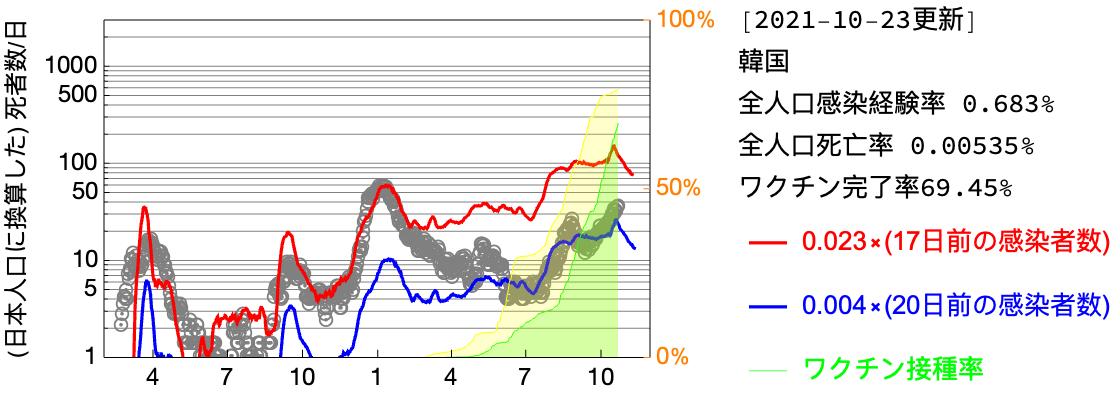 (日本人口に換算した) 死者数/日
1000
500
100
50
10
5
1
4
7
10
1
4
7
10
100%
50%
0%
[2021-10-23更新]
韓国
全人口感染経験率 0.683%
全人口死亡率 0.00535%
ワクチン完了率69.45%
0.023×(17日前の感染者数)
0.004×(20日前の感染者数)
ワクチン接種率